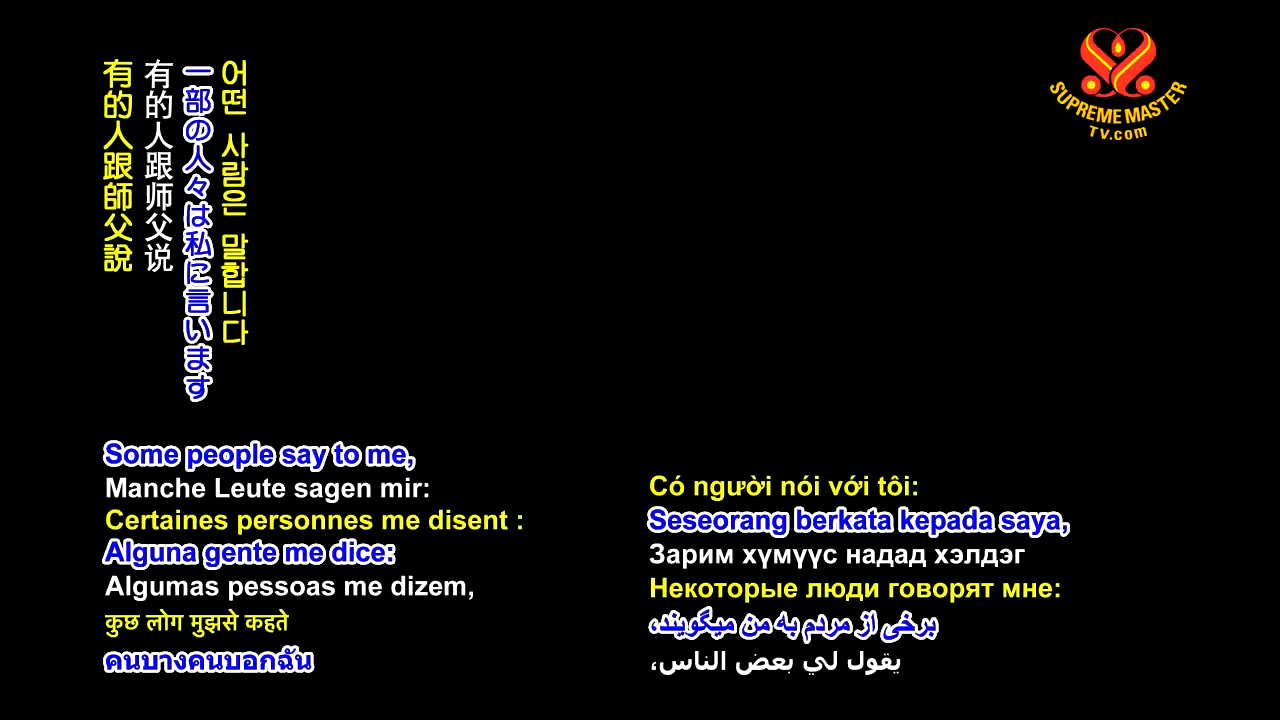 有的人跟師父說
有的人跟师父说
一部の人々は私に言います
어떤 사람은 말합니다
SUPREME MASTER
TV.com
Some people say to me,
Manche Leute sagen mir:
Certaines personnes me disent :
Alguna gente me dice:
Algumas pessoas me dizem,
कुछ लोग मुझसे कहते
คนบางคนบอกฉัน
Có người nói với tôi:
Seseorang berkata kepada saya,
Зарим хүмүүс надад хэлдэг
Некоторые люди говорят мне:
برخی از مردم به من میگویند،
يقول لي بعض الناس،